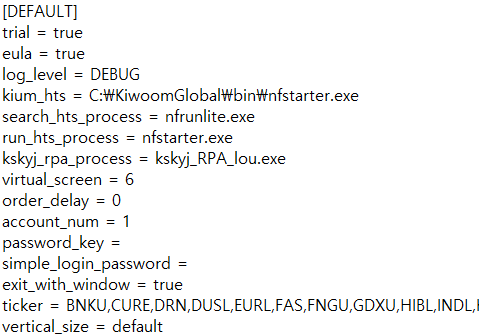 [DEFAULT]
trial = true
eula = true
log_level = DEBUG
kium_hts = C:₩KiwoomGlobal₩bin₩nfstarter.exe
search_hts_process = nfrunlite.exe
run_hts_process = nfstarter.exe
kskyj_rpa_process = kskyj_RPA_lou.exe
virtual_screen = 6
order_delay = 0
account_num = 1
password_key =
simple_login_password =
exit_with_window = true
ticker = BNKU,CURE,DRN,DUSL,EURL,FAS,FNGU,GDXU,HIBL,INDL,
vertical_size = default